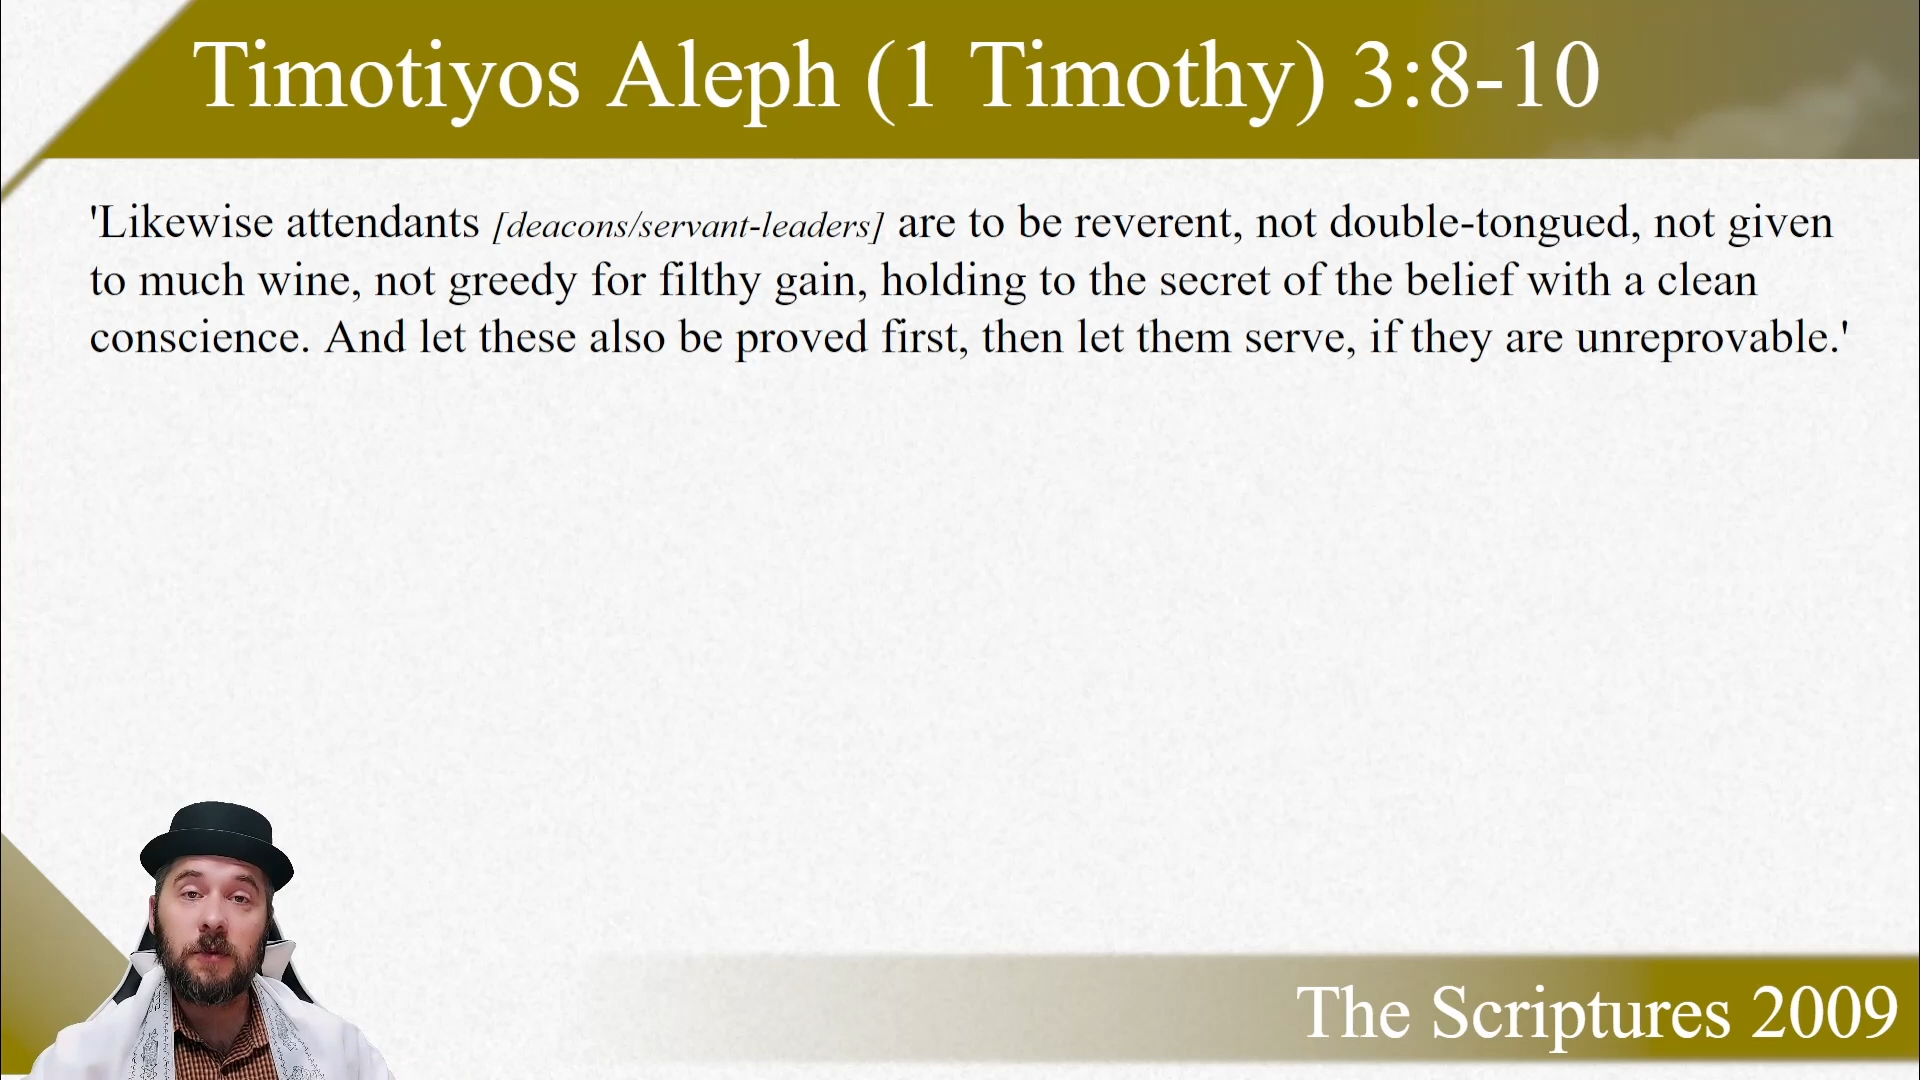 Timotiyos Aleph (1 Timothy) 3:8-10
'Likewise attendants [deacons/servant-leaders] are to be reverent, not double-tongued, not given
to much wine, not greedy for filthy gain, holding to the secret of the belief with a clean
conscience. And let these also be proved first, then let them serve, if they are unreprovable.'
The Scriptures 2009